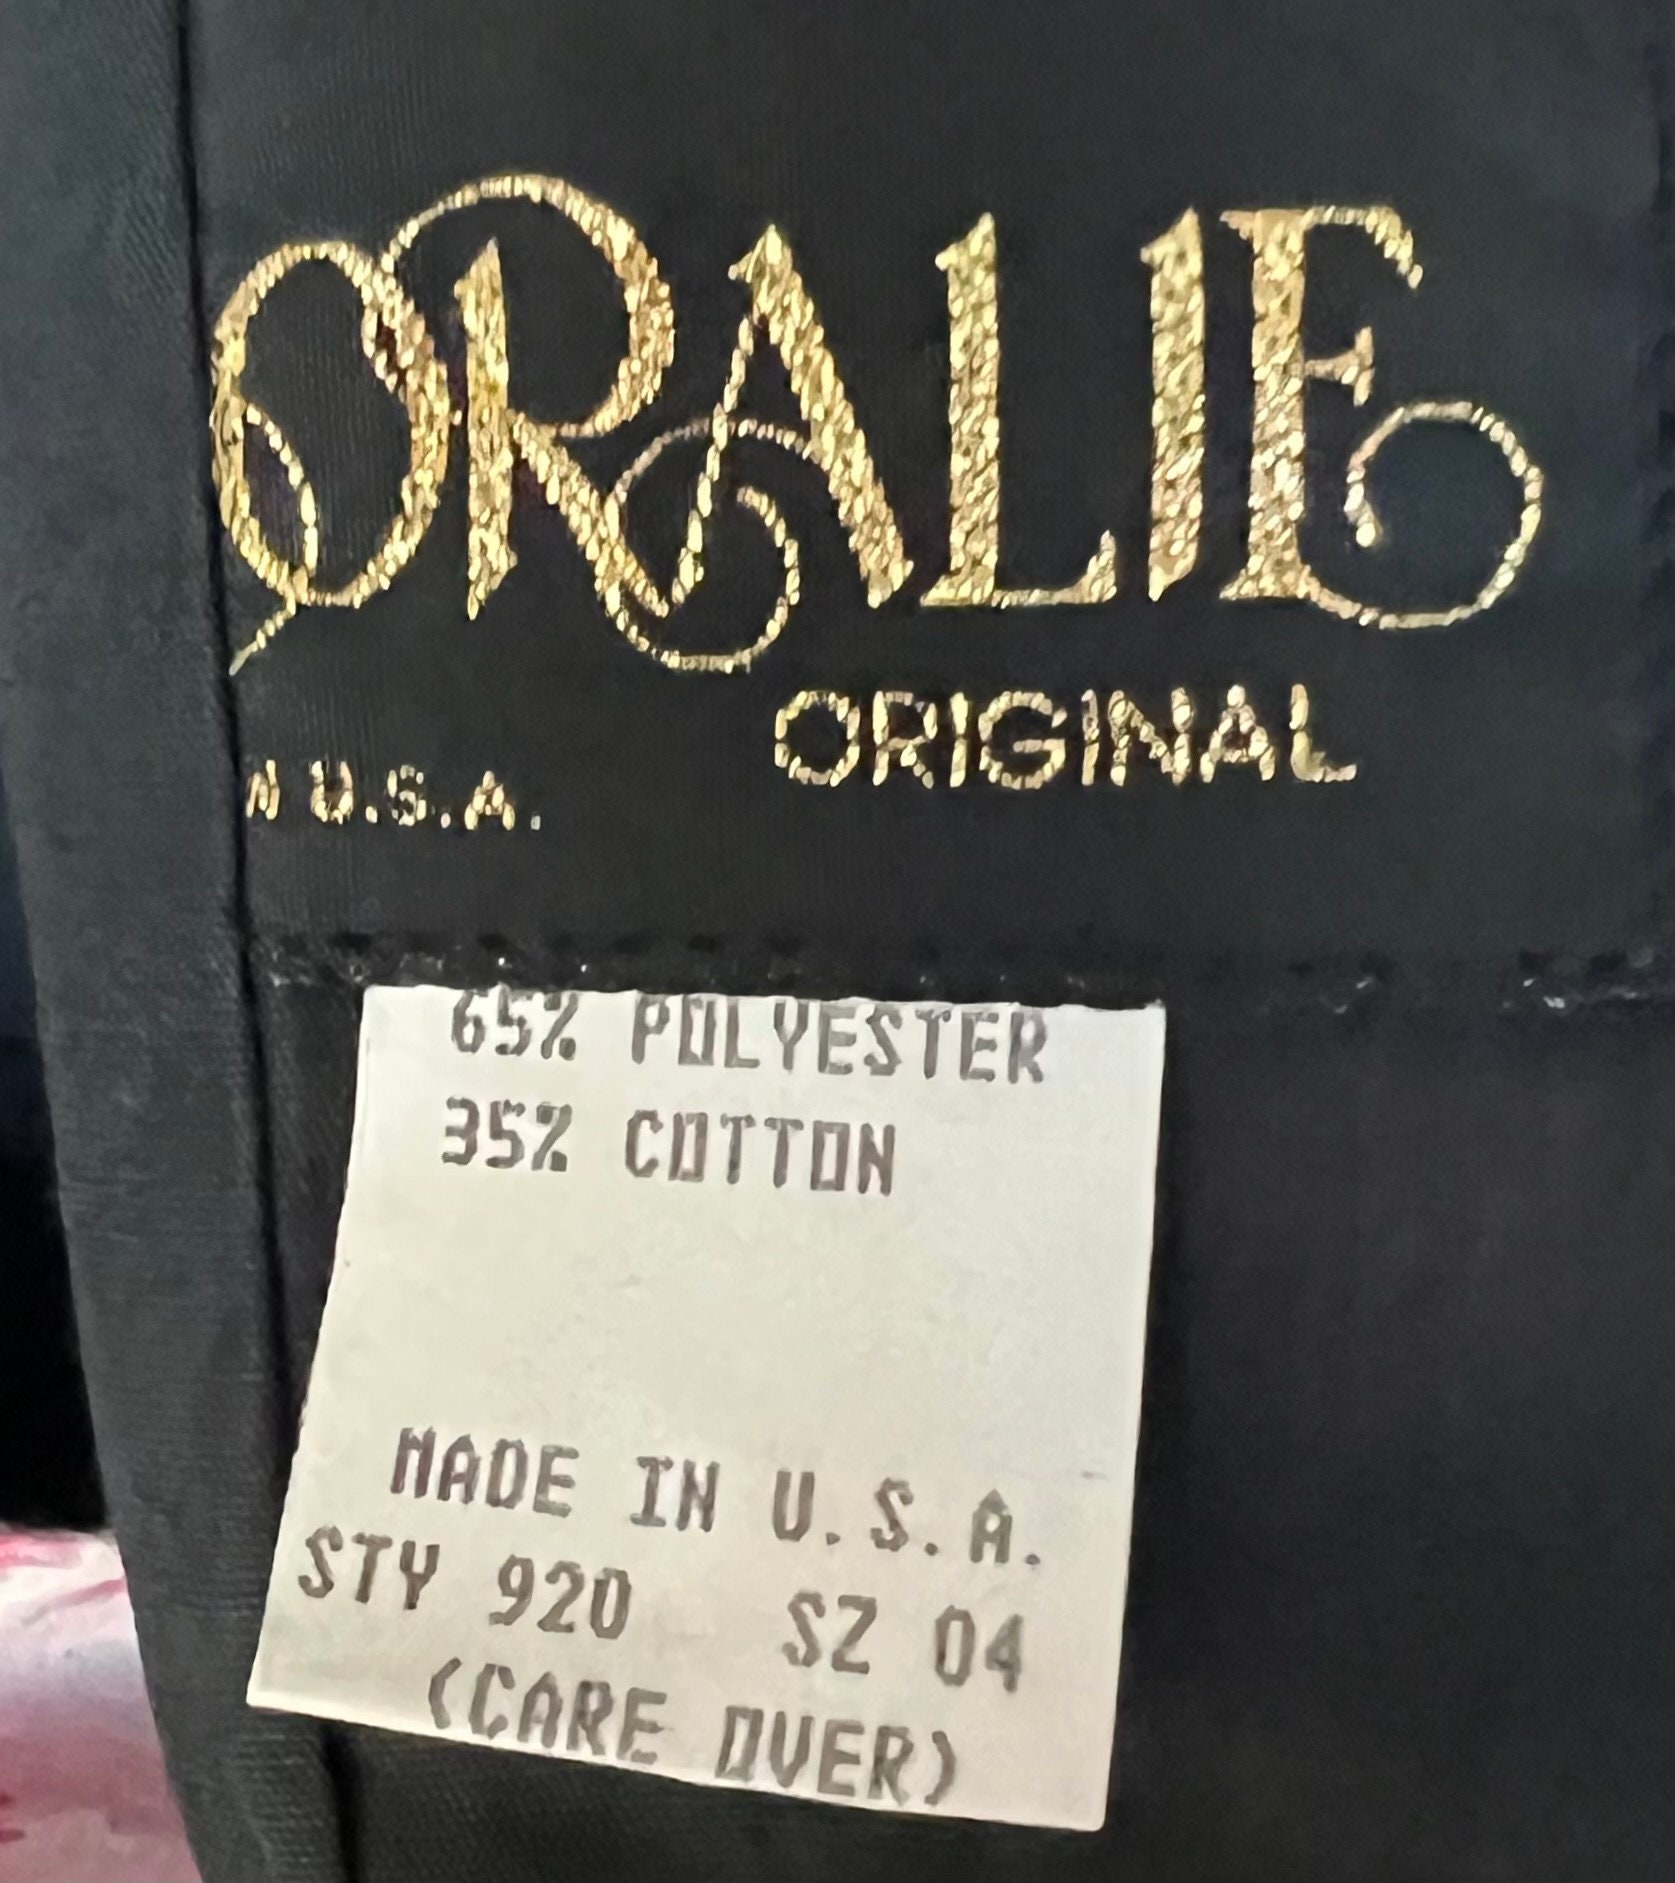 ORALIE
ORIGINAL
N U.S.A.
65% POLYESTER
35% COTTON
MADE IN U.S.A.
STY 920 SZ 04
(CARE OVER)